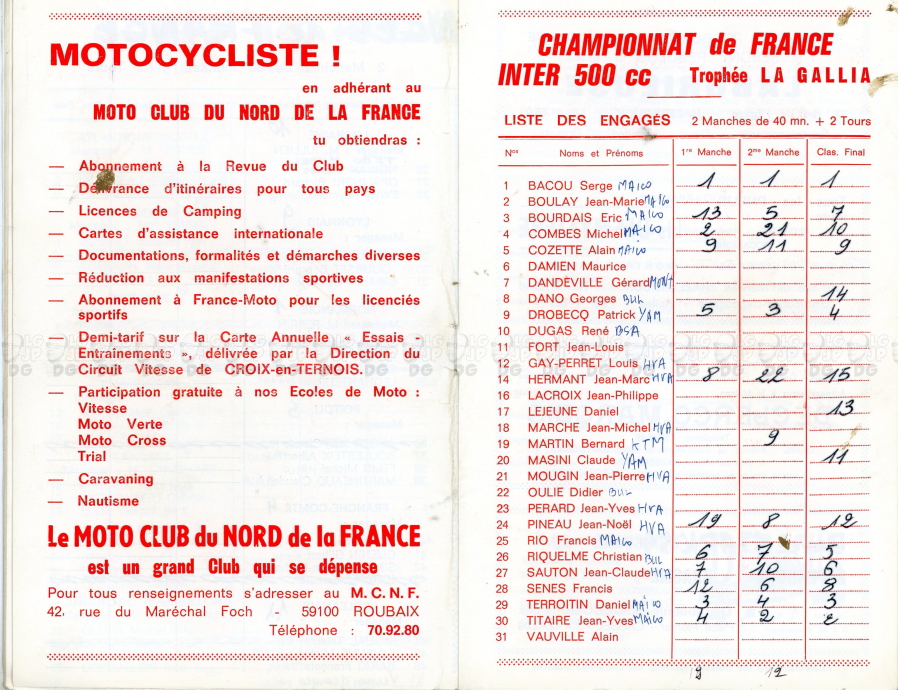 MOTOCYCLISTE !
en adhérant au
MOTO CLUB DU NORD DE LA FRANCE
tu obtiendras :
— Abonnement à la Revue du Club
— Délivrance d'itinéraires pour tous pays
— Licences de Camping
— Cartes d'assistance internationale
— Documentations, formalités et démarches diverses
— Réduction aux manifestations sportives
— Abonnement à France-Moto pour les licenciés
sportifs
— Demi-tarif sur la Carte Annuelle « Essais -
Entrainements », délivrée par la Direction du
Circuit Vitesse de CROIX-en-TERNOIS.
— Participation gratuite à nos Ecoles de Moto :
Vitesse
Moto Verte
Moto Cross
Trial
— Caravaning
— Nautisme
Le MOTO CLUB du NORD de la FRANCE
est un grand Club qui se dépense
Pour tous renseignements s'adresser au M.C.N.F.
42, rue du Maréchal Foch - 59100 ROUBAIX
Téléphone : 70.92.80
CHAMPIONNAT de FRANCE
INTER 500 cc Trophée LA GALLIA
LISTE DES ENGAGÉS 2 Manches de 40 mn. + 2 Tours
Nos Noms et Prénoms 1re Manche 2me Manche Clas. Final
1 BACOU Serge MAICO 1 1 1
2 BOULAY Jean-Marie MAICO
3 BOURDAIS Eric MAICO 13 5 7
4 COMBES Michel MAICO 2 21 10
5 COZETTE Alain MAICO 9 11 9
6 DAMIEN Maurice
7 DANDÉVILLE Gérard MONT
8 DANO Georges BUL 14
9 DROBECQ Patrick YAM 5 3 4
10 DUGAS René BSA
11 FORT Jean-Louis
12 GAY-PERRET Louis HVA
14 HERMANT Jean-Marc HVA 8 22 15
16 LACROIX Jean-Philippe
17 LEJEUNE Daniel 13
18 MARCHE Jean-Michel HVA
19 MARTIN Bernard KTM 9
20 MASINI Claude YAM 11
21 MOUGIN Jean-Pierre HVA
22 OULIE Didier BUL
23 PERARD Jean-Yves HVA
24 PINEAU Jean-Noël HVA 19 8 12
25 RIO Francis MAICO
26 RIQUELME Christian BUL 6 7 5
27 SAUTON Jean-Claude HVA 7 10 6
28 SENES Francis 12 6 8
29 TERROITIN Daniel MAICO 3 4 3
30 TITAIRE Jean-Yves MAICO 4 2 2
31 VAUVILLE Alain
19 12